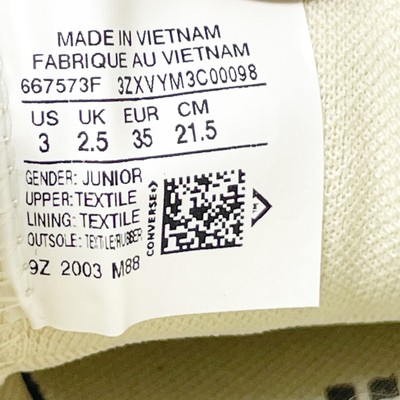 MADE IN VIETNAM
FABRIQUE AU VIETNAM
667573F 3ZXVYM3C00098
US UK EUR CM
3 2.5 35 21.5
GENDER: JUNIOR
UPPER: TEXTILE
LINING: TEXTILE
OUTSOLE: TEXTILE/RUBBER
9Z 2003 M88
CONVERSE